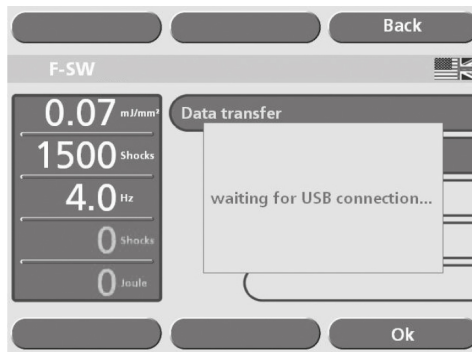 Back
F-SW
0.07 mJ/mm²
1500 Shocks
4.0 Hz
0 Shocks
0 Joule
Data transfer
waiting for USB connection...
Ok